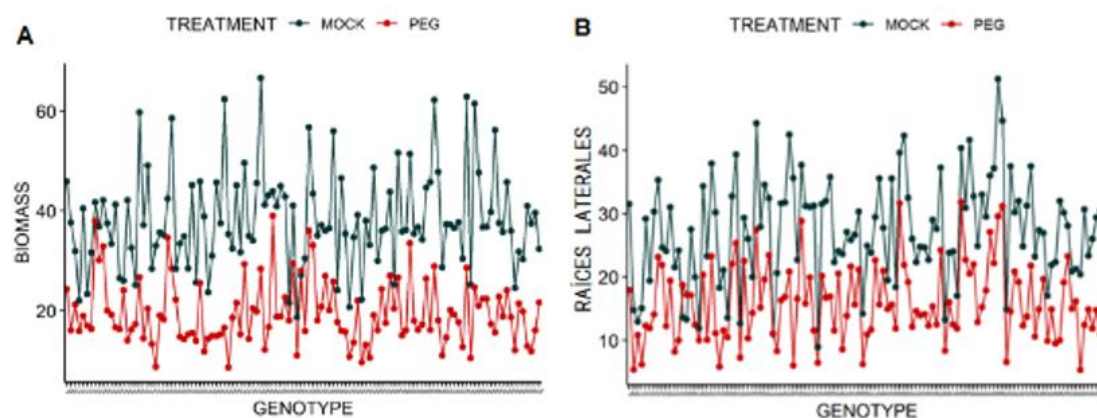 A
TREATMENT MOCK PEG
BIOMASS
60
40
20
GENOTYPE
B
TREATMENT MOCK PEG
RAÍCES LATERALES
50
40
30
20
10
GENOTYPE